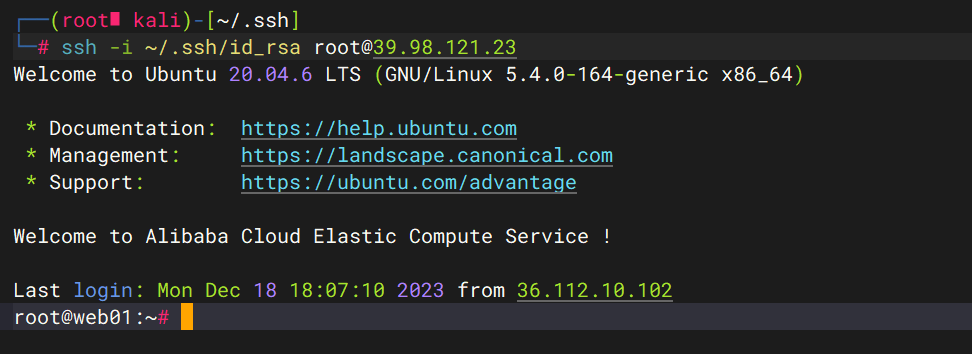 ┌──(root㉿kali)-[~/.ssh]
└─# ssh -i ~/.ssh/id_rsa root@39.98.121.23
Welcome to Ubuntu 20.04.6 LTS (GNU/Linux 5.4.0-164-generic x86_64)
* Documentation:  https://help.ubuntu.com
* Management:     https://landscape.canonical.com
* Support:        https://ubuntu.com/advantage
Welcome to Alibaba Cloud Elastic Compute Service !
Last login: Mon Dec 18 18:07:10 2023 from 36.112.10.102
root@web01:~#